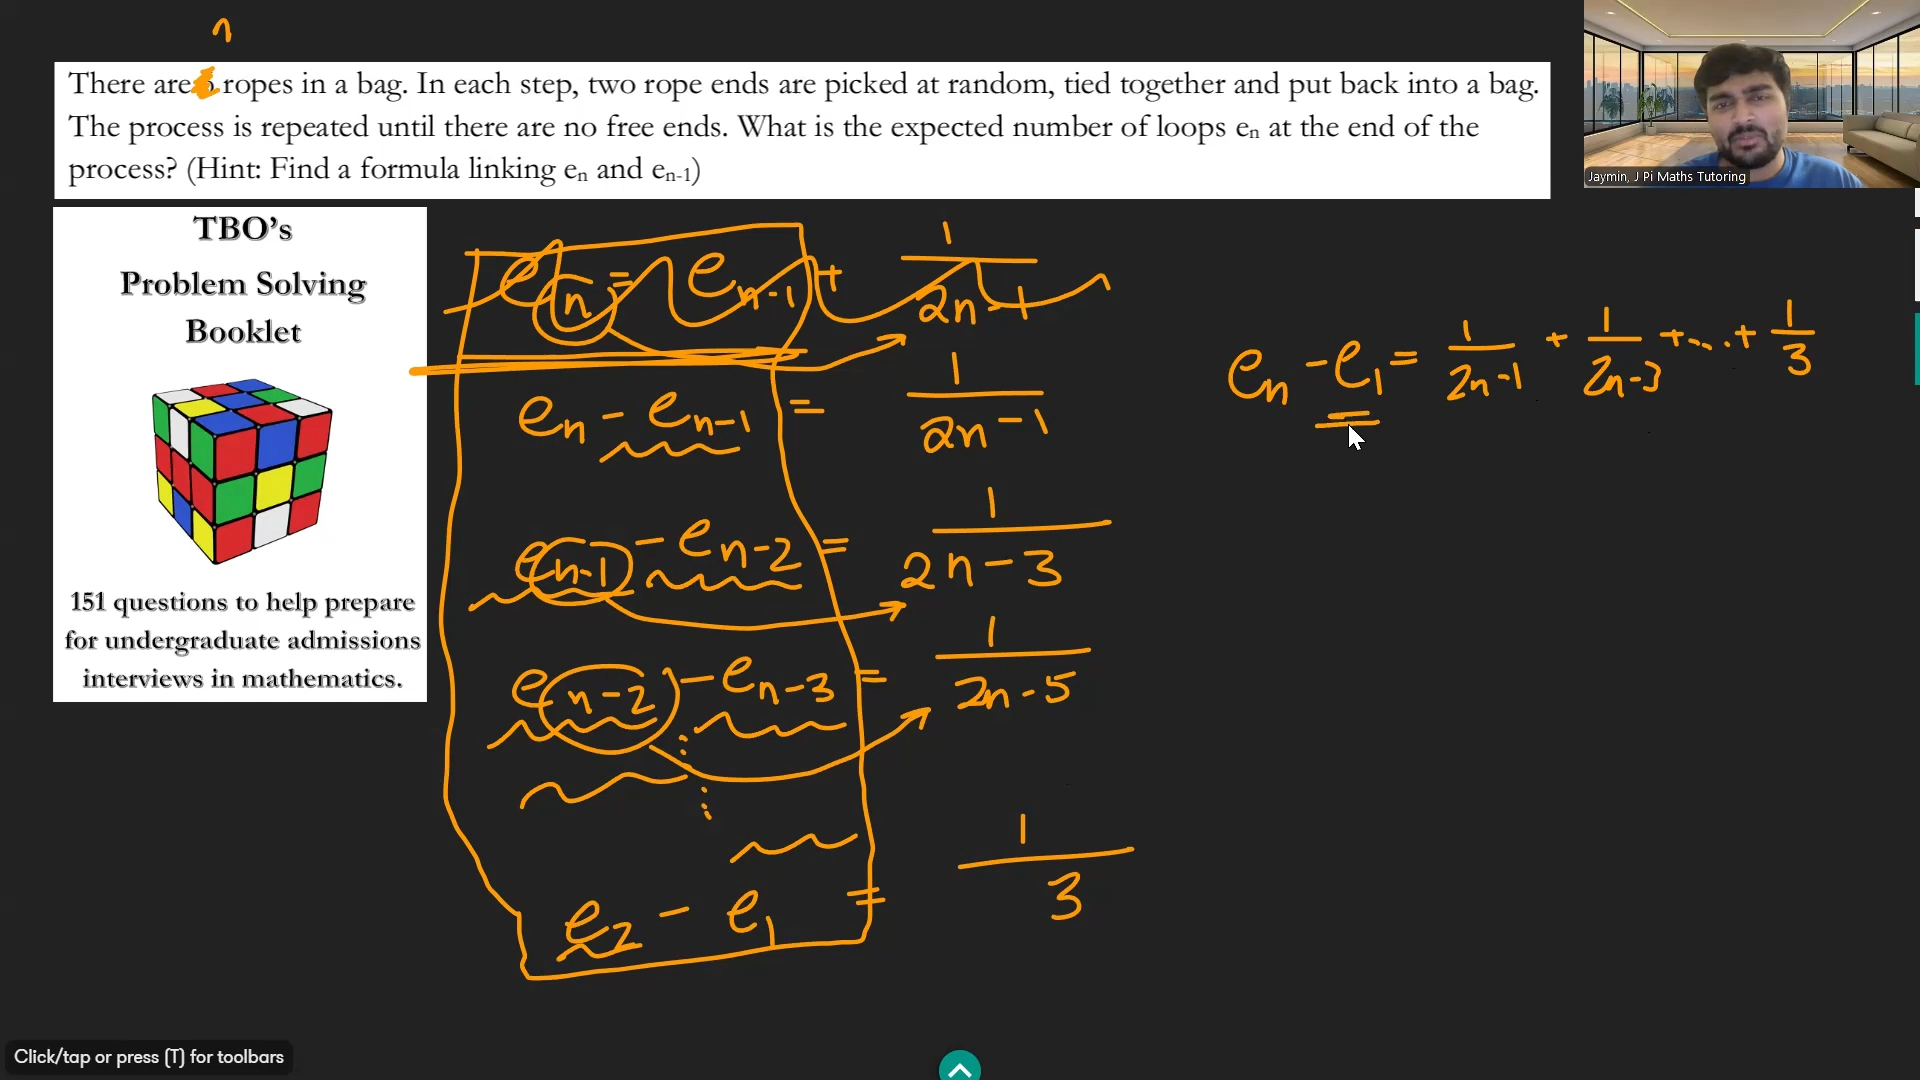 n
There are ropes in a bag. In each step, two rope ends are picked at random, tied together and put back into a bag.
The process is repeated until there are no free ends. What is the expected number of loops eₙ at the end of the
process? (Hint: Find a formula linking eₙ and eₙ₋₁)
Jaymin, J Pi Maths Tutoring
TBO's
Problem Solving
Booklet
151 questions to help prepare
for undergraduate admissions
interviews in mathematics.
eₙ = eₙ₋₁ + 1/(2n-1)
eₙ - eₙ₋₁ = 1/(2n-1)
eₙ₋₁ - eₙ₋₂ = 1/(2n-3)
eₙ₋₂ - eₙ₋₃ = 1/(2n-5)
⋮
e₂ - e₁ = 1/3
eₙ - e₁ = 1/(2n-1) + 1/(2n-3) + ... + 1/3
Click/tap or press (T) for toolbars